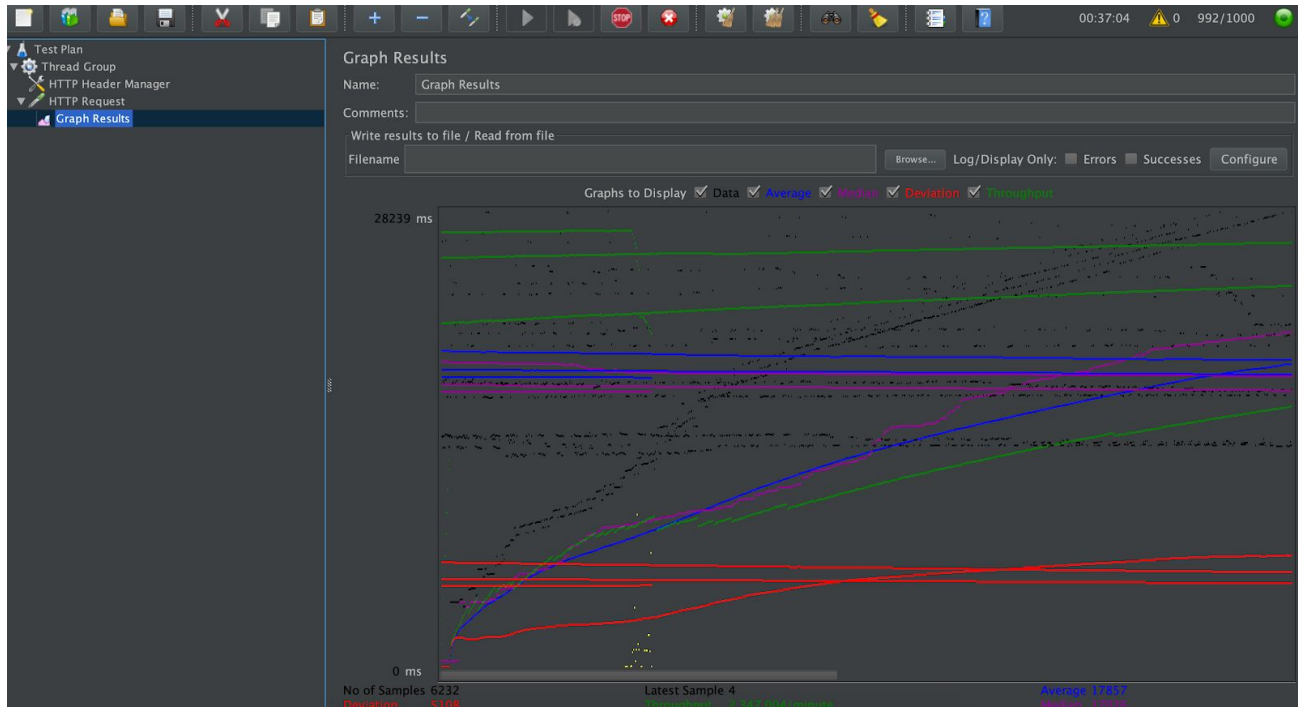 STOP
00:37:04 0 992/1000
Test Plan
Thread Group
HTTP Header Manager
HTTP Request
Graph Results
Graph Results
Name: Graph Results
Comments:
Write results to file / Read from file
Filename Browse... Log/Display Only: Errors Successes Configure
Graphs to Display Data Average Median Deviation Throughput
28239 ms
0 ms
No of Samples 6232 Latest Sample 4 Average 17857
Deviation 5108 Throughput